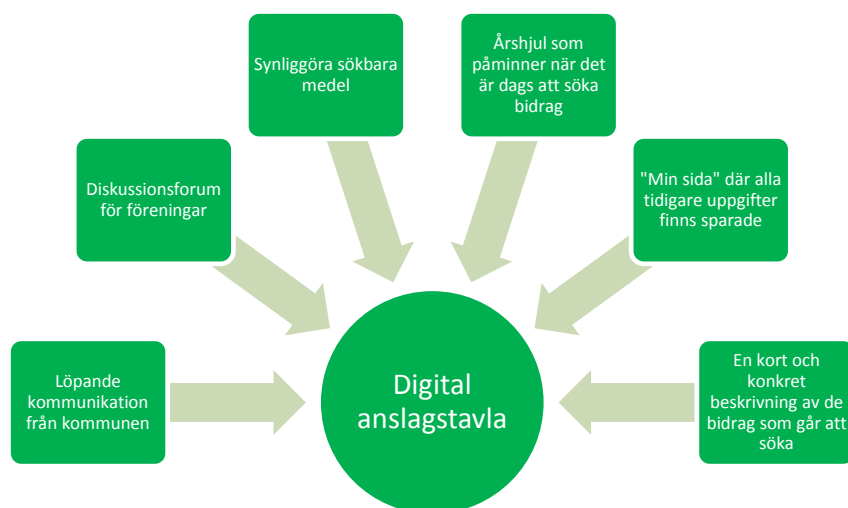 Årshjul som
påminner när det
är dags att söka
bidrag
Synliggöra sökbara
medel
Diskussionsforum
för föreningar
"Min sida" där alla
tidigare uppgifter
finns sparade
Löpande
kommunikation
från kommunen
Digital
anslagstavla
En kort och
konkret
beskrivning av de
bidrag som går att
söka